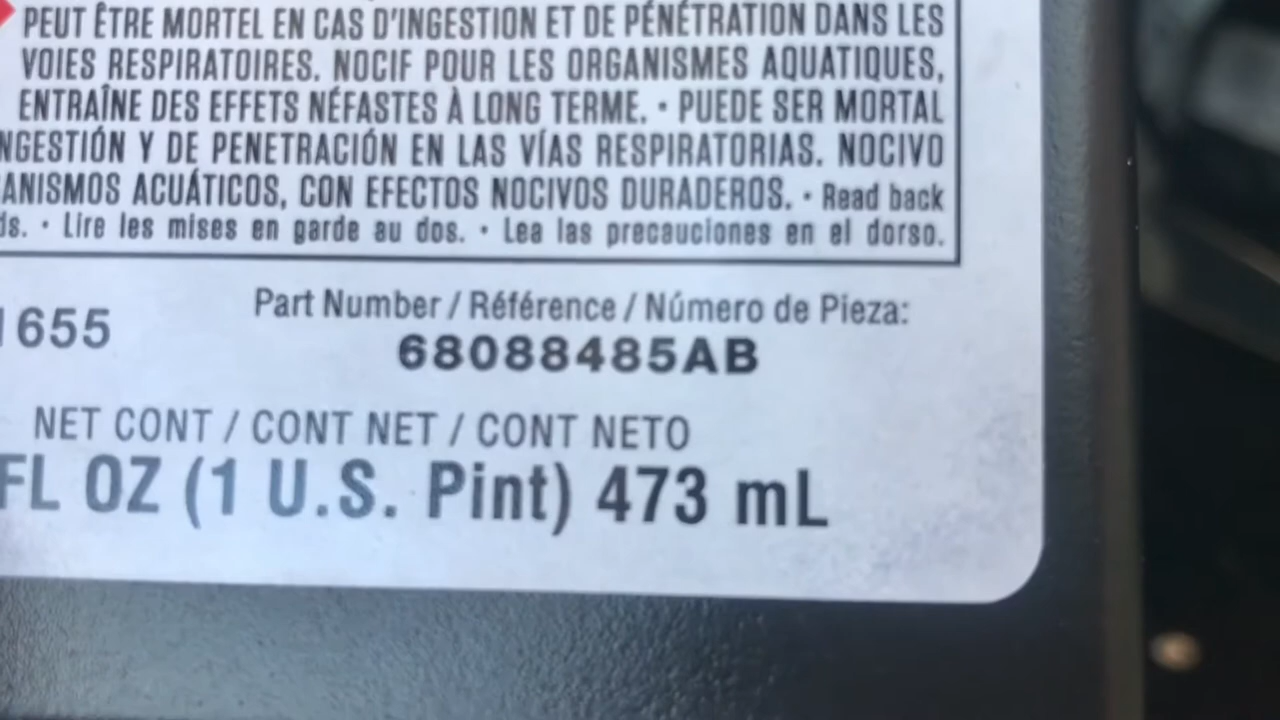 PEUT ÊTRE MORTEL EN CAS D'INGESTION ET DE PÉNÉTRATION DANS LES
VOIES RESPIRATOIRES. NOCIF POUR LES ORGANISMES AQUATIQUES,
ENTRAÎNE DES EFFETS NÉFASTES À LONG TERME. • PUEDE SER MORTAL
NGESTIÓN Y DE PENETRACIÓN EN LAS VÍAS RESPIRATORIAS. NOCIVO
ANISMOS ACUÁTICOS, CON EFECTOS NOCIVOS DURADEROS. • Read back
ds. • Lire les mises en garde au dos. • Lea las precauciones en el dorso.
1655
Part Number / Référence / Número de Pieza:
68088485AB
NET CONT / CONT NET / CONT NETO
FL OZ (1 U.S. Pint) 473 mL